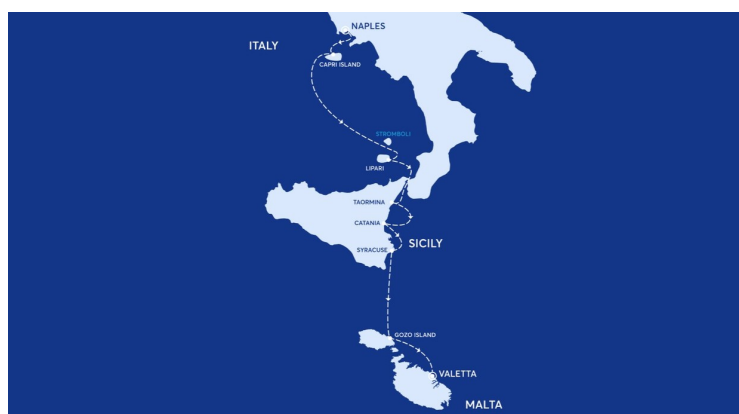 NAPLES
ITALY
CAPRI ISLAND
STROMBOLI
LIPARI
TAORMINA
CATANIA
SICILY
SYRACUSE
GOZO ISLAND
VALETTA
MALTA